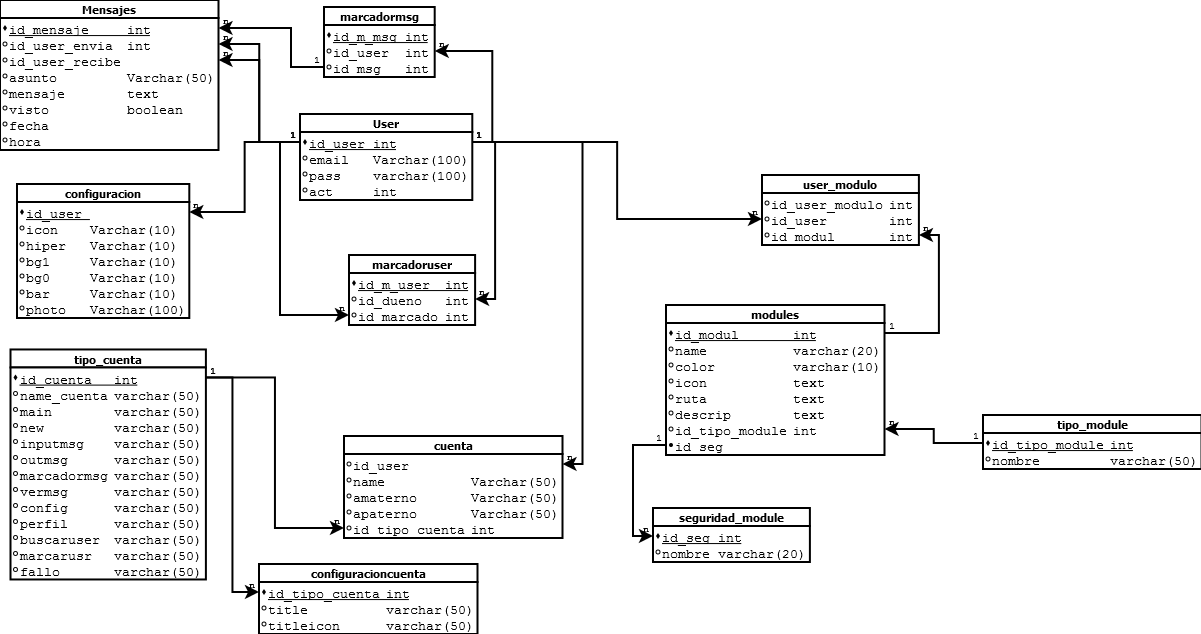 Mensajes
id_mensaje int
id_user_envia int
id_user_recibe
asunto Varchar(50)
mensaje text
visto boolean
fecha
hora
marcadormsg
id_m_msg int
id_user int
id_msg int
n
n
n
1
n
User
id_user int
email Varchar(100)
pass varchar(100)
act int
1
1
configuracion
id_user
icon Varchar(10)
hiper Varchar(10)
bg1 Varchar(10)
bg0 Varchar(10)
bar Varchar(10)
photo Varchar(100)
n
marcadoruser
id_m_user int
id_dueno int
id_marcado int
n
n
user_modulo
id_user_modulo int
id_user int
id_modul int
n
n
modules
id_modul int
name varchar(20)
color varchar(10)
icon text
ruta text
descrip text
id_tipo_module int
id_seg
1
n
1
tipo_module
id_tipo_module int
nombre varchar(50)
1
seguridad_module
id_seg int
nombre varchar(20)
n
tipo_cuenta
id_cuenta int
name_cuenta varchar(50)
main varchar(50)
new varchar(50)
inputmsg varchar(50)
outmsg varchar(50)
marcadormsg varchar(50)
vermsg varchar(50)
config varchar(50)
perfil varchar(50)
buscaruser varchar(50)
marcarusr varchar(50)
fallo varchar(50)
1
cuenta
id_user
name Varchar(50)
amaterno Varchar(50)
apaterno Varchar(50)
id_tipo_cuenta int
n
n
configuracioncuenta
id_tipo_cuenta int
title varchar(50)
titleicon varchar(50)
n